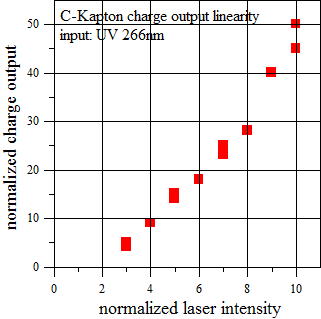 C-Kapton charge output linearity
input: UV 266nm
normalized charge output
50
40
30
20
10
0
0 2 4 6 8 10
normalized laser intensity